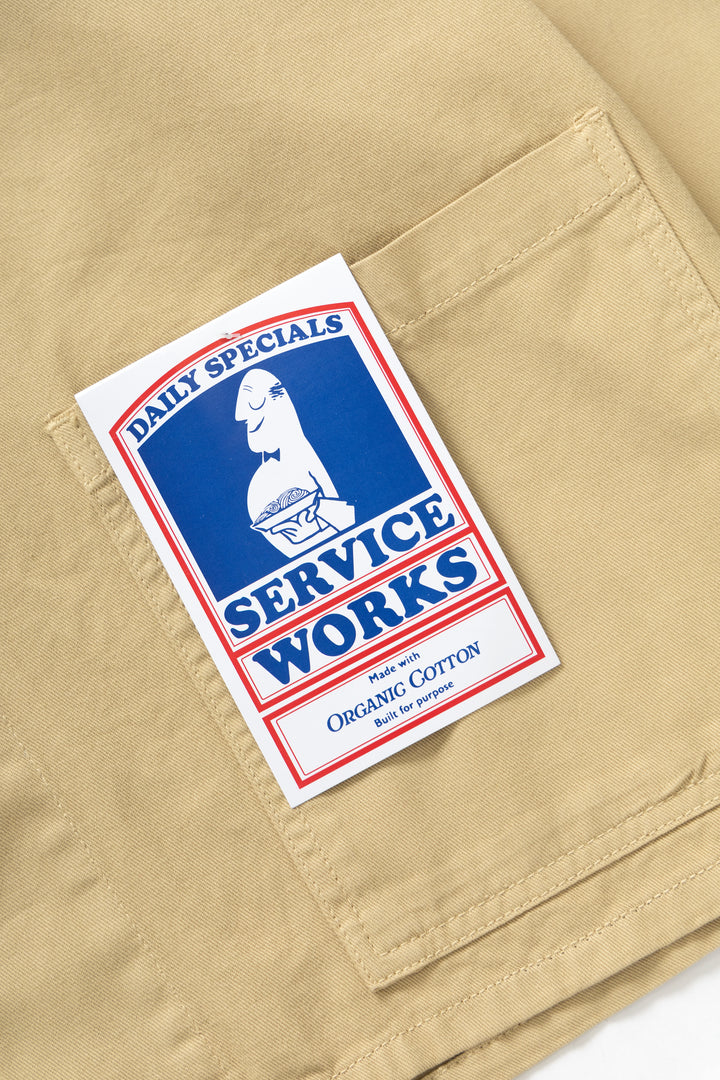 DAILY SPECIALS
SERVICE
WORKS
Made with
ORGANIC COTTON
Built for purpose